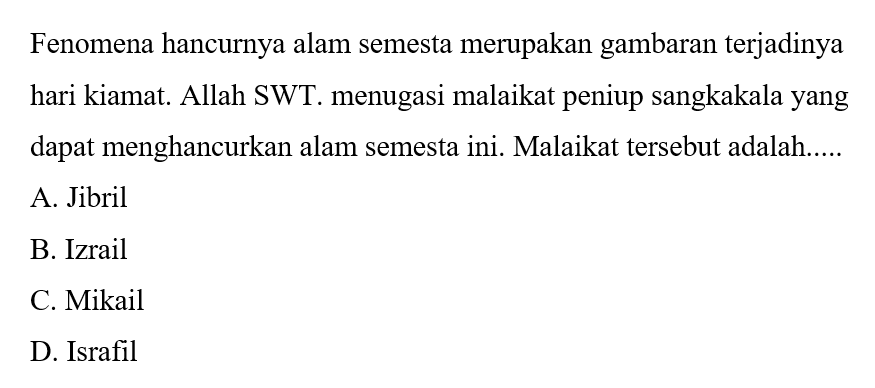 Fenomena hancurnya alam semesta merupakan gambaran terjadinya
hari kiamat. Allah SWT. menugasi malaikat peniup sangkakala yang
dapat menghancurkan alam semesta ini. Malaikat tersebut adalah.....
A. Jibril
B. Izrail
C. Mikail
D. Israfil